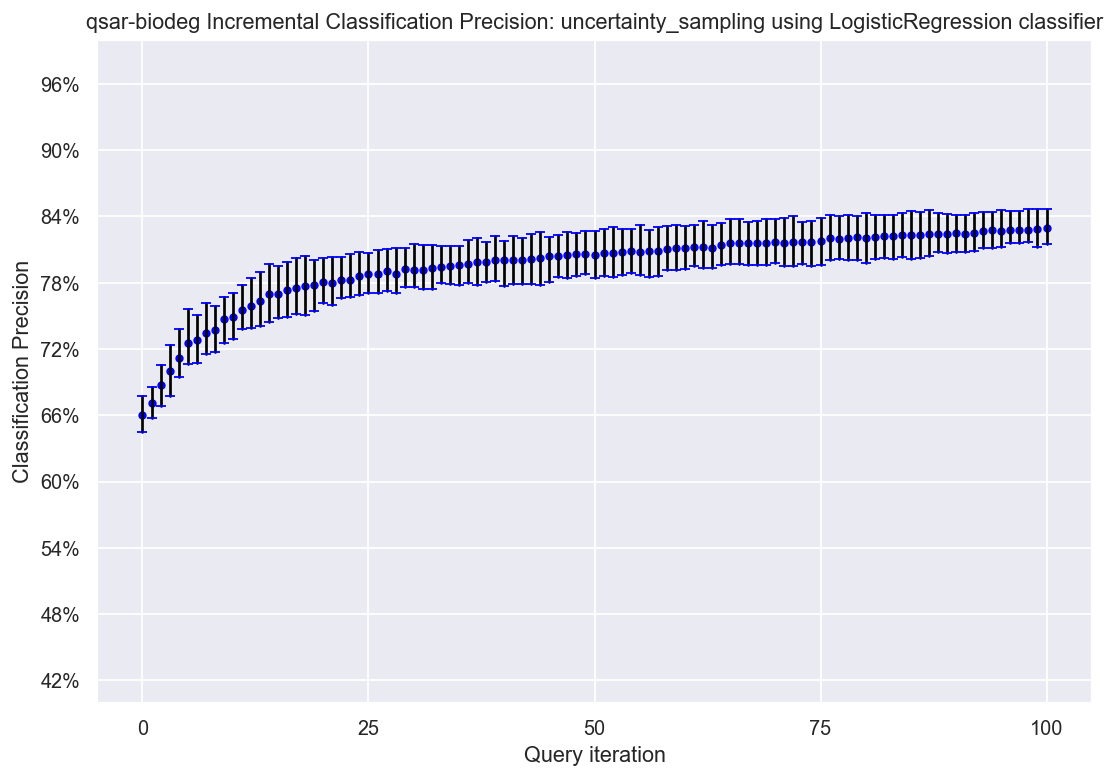 qsar-biodeg Incremental Classification Precision: uncertainty_sampling using LogisticRegression classifier
96%
90%
84%
78%
72%
66%
60%
54%
48%
42%
Classification Precision
0 25 50 75 100
Query iteration